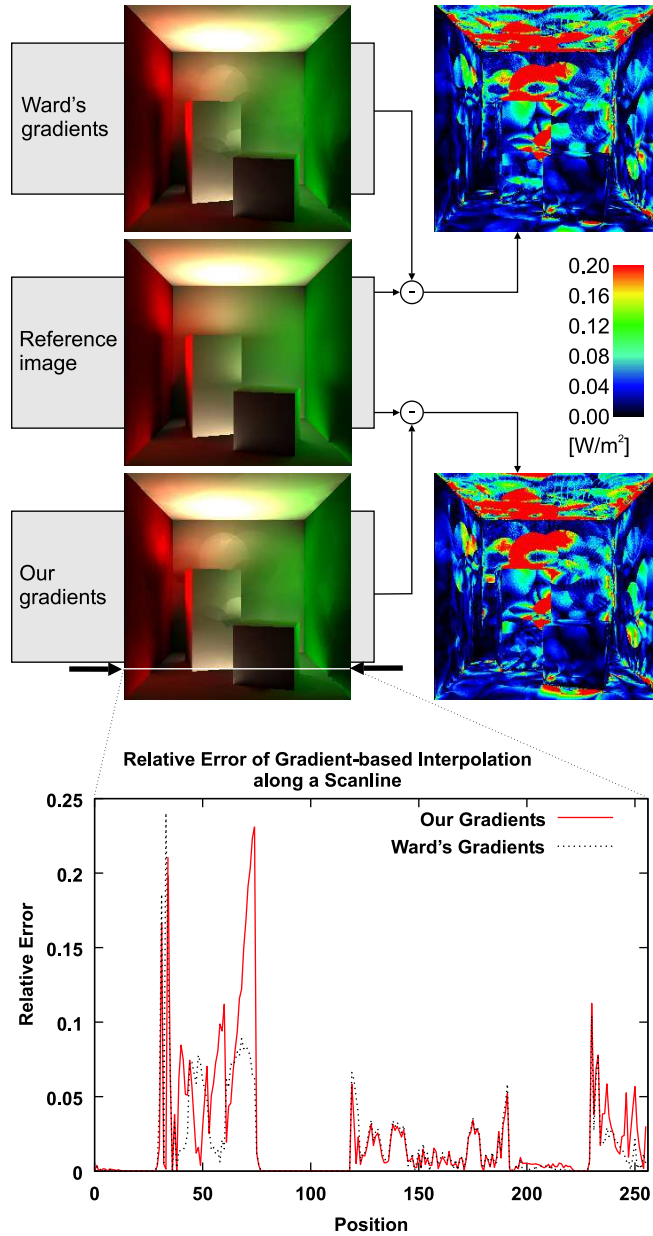 Ward's
gradients
-
Reference
image
0.20
0.16
0.12
0.08
0.04
0.00
[W/m²]
-
Our
gradients
Relative Error of Gradient-based Interpolation
along a Scanline
0.25
0.2
0.15
0.1
0.05
0
Relative Error
Our Gradients
Ward's Gradients
0
50
100
150
200
250
Position